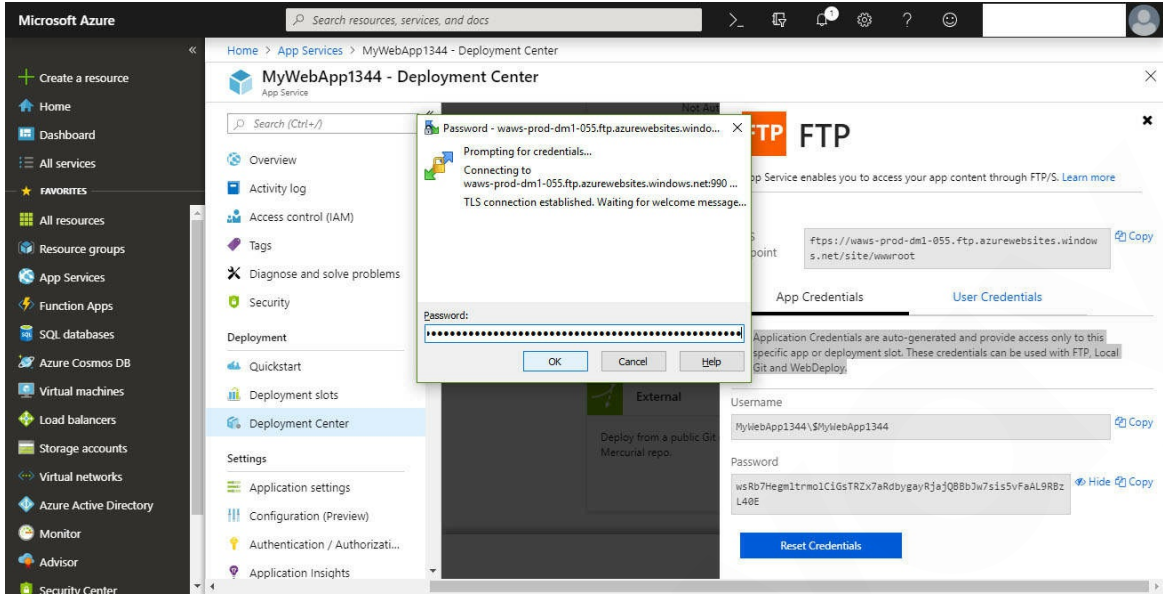 Microsoft Azure
Search resources, services, and docs
1
Home > App Services > MyWebApp1344 - Deployment Center
MyWebApp1344 - Deployment Center
App Service
Create a resource
Home
Dashboard
All services
FAVORITES
All resources
Resource groups
App Services
Function Apps
SQL databases
Azure Cosmos DB
Virtual machines
Load balancers
Storage accounts
Virtual networks
Azure Active Directory
Monitor
Advisor
Security Center
Search (Ctrl+/)
Overview
Activity log
Access control (IAM)
Tags
Diagnose and solve problems
Security
Deployment
Quickstart
Deployment slots
Deployment Center
Settings
Application settings
Configuration (Preview)
Authentication / Authorizati...
Application Insights
Not Aut
Password - waws-prod-dm1-055.ftp.azurewebsites.windo...
Prompting for credentials...
Connecting to
waws-prod-dm1-055.ftp.azurewebsites.windows.net:990 ...
TLS connection established. Waiting for welcome message...
Password:
OK Cancel Help
External
Deploy from a public Git
Mercurial repo.
FTP FTP
pp Service enables you to access your app content through FTP/S. Learn more
S
point
ftps://waws-prod-dm1-055.ftp.azurewebsites.window
s.net/site/wwwroot
Copy
App Credentials User Credentials
Application Credentials are auto-generated and provide access only to this
specific app or deployment slot. These credentials can be used with FTP, Local
Git and WebDeploy.
Username
MyWebApp1344\$MyWebApp1344
Copy
Password
wsRb7Hegm1trmolCiGsTRZx7aRdbygayRjajQBBbJw7sis5vFaAL9RBz
L40E
Hide Copy
Reset Credentials